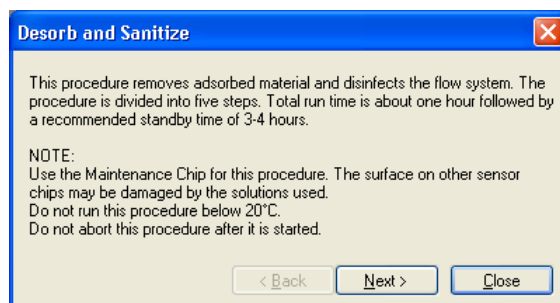 Desorb and Sanitize
This procedure removes adsorbed material and disinfects the flow system. The
procedure is divided into five steps. Total run time is about one hour followed by
a recommended standby time of 3-4 hours.
NOTE:
Use the Maintenance Chip for this procedure. The surface on other sensor
chips may be damaged by the solutions used.
Do not run this procedure below 20°C.
Do not abort this procedure after it is started.
< Back Next > Close